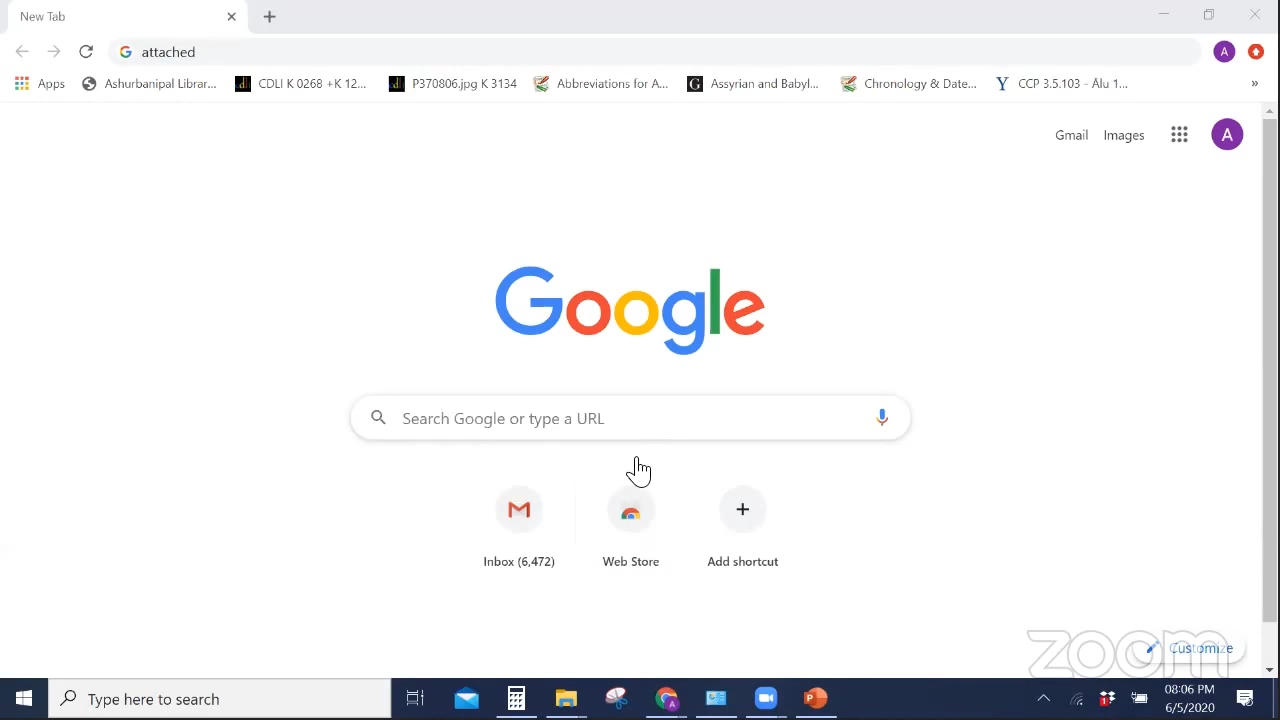 New Tab
attached
A
Apps
Ashurbanipal Librar...
CDLI K 0268 +K 12...
P370806.jpg K 3134
Abbreviations for A...
G
Assyrian and Babyl...
Chronology & Date...
Y
CCP 3.5.103 - Alu 1...
»
Gmail
Images
A
Google
Search Google or type a URL
Inbox (6,472)
Web Store
Add shortcut
zoom
Customize
Type here to search
08:06 PM
6/5/2020